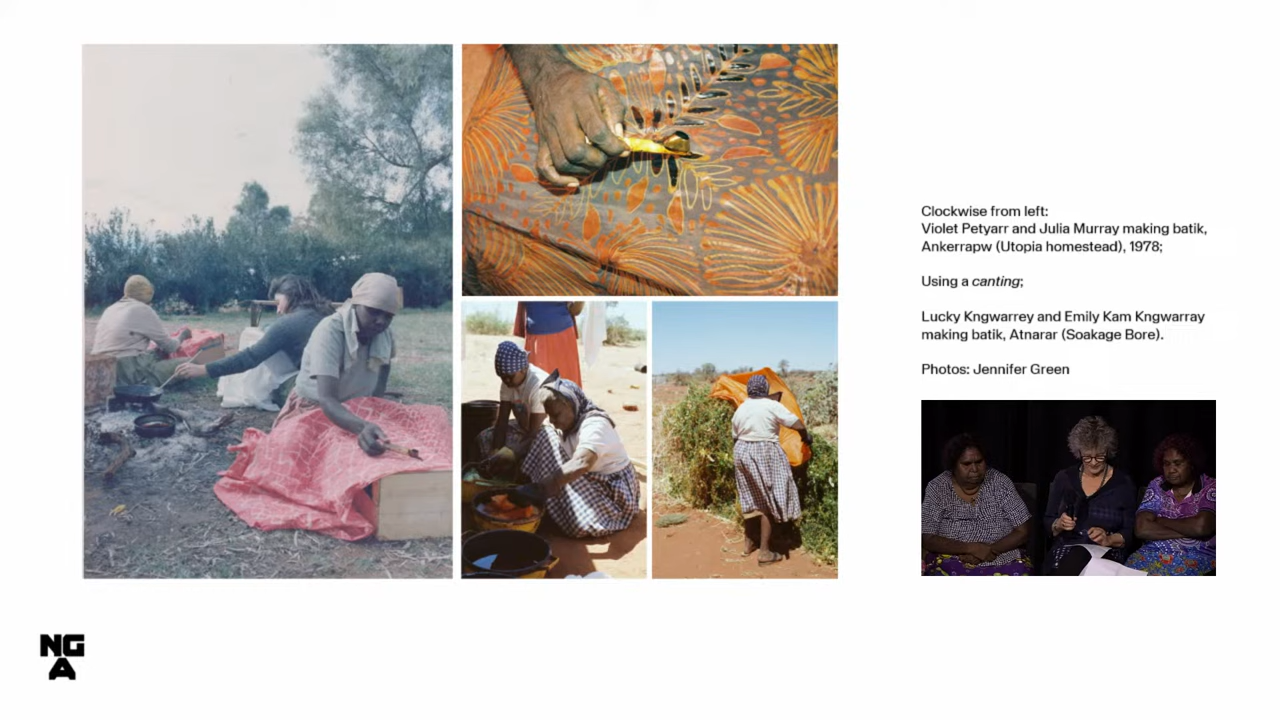 Clockwise from left:
Violet Petyarr and Julia Murray making batik,
Ankerrapw (Utopia homestead), 1978;
Using a canting;
Lucky Kngwarrey and Emily Kam Kngwarray
making batik, Atnarar (Soakage Bore).
Photos: Jennifer Green
NG
A